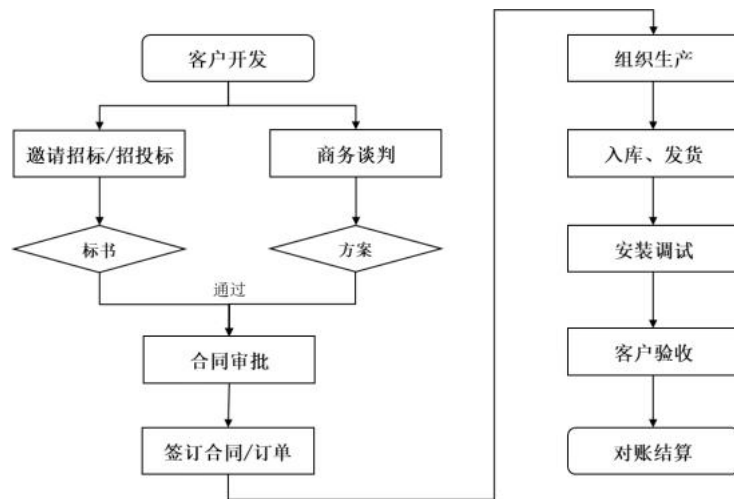 客户开发
邀请招标/招投标
商务谈判
标书
方案
通过
合同审批
签订合同/订单
组织生产
入库、发货
安装调试
客户验收
对账结算